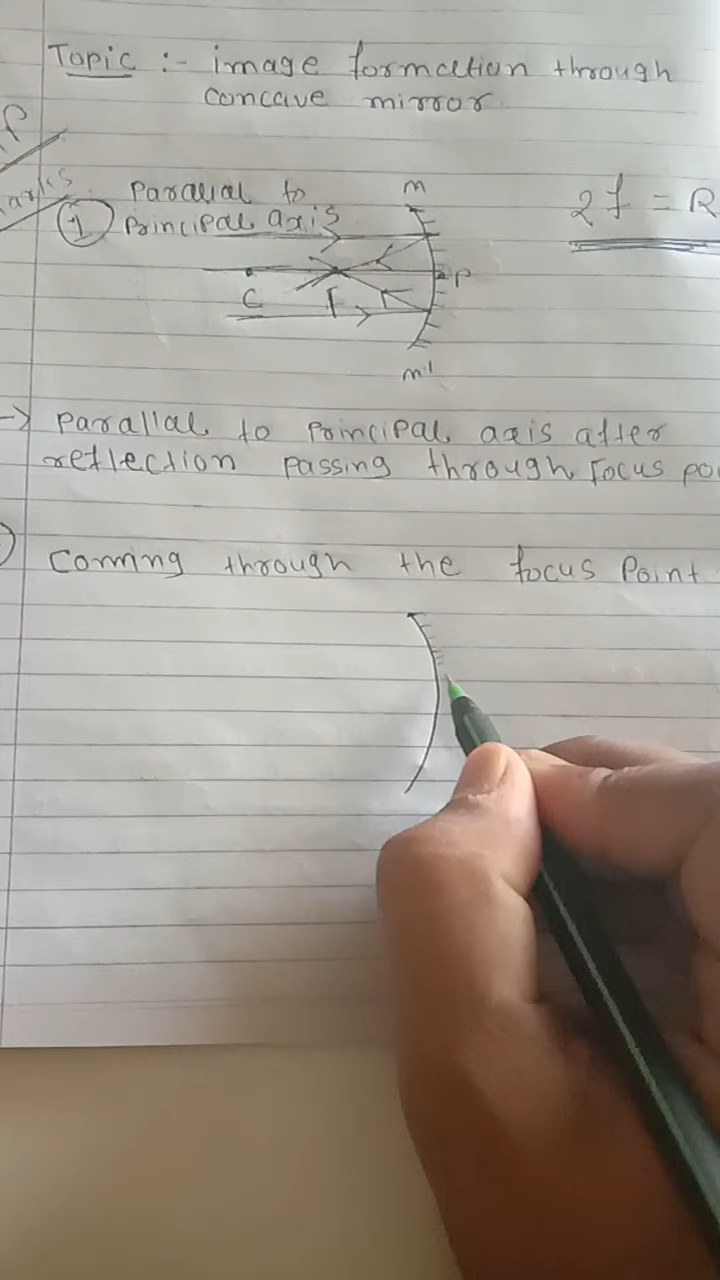 Topic :- image formation through
concave mirror
Parallal to
① Principal axis
m
2f = R
C
F
P
m'
→ Parallal to Principal axis after
reflection passing through Focus
Coming through the focus Point